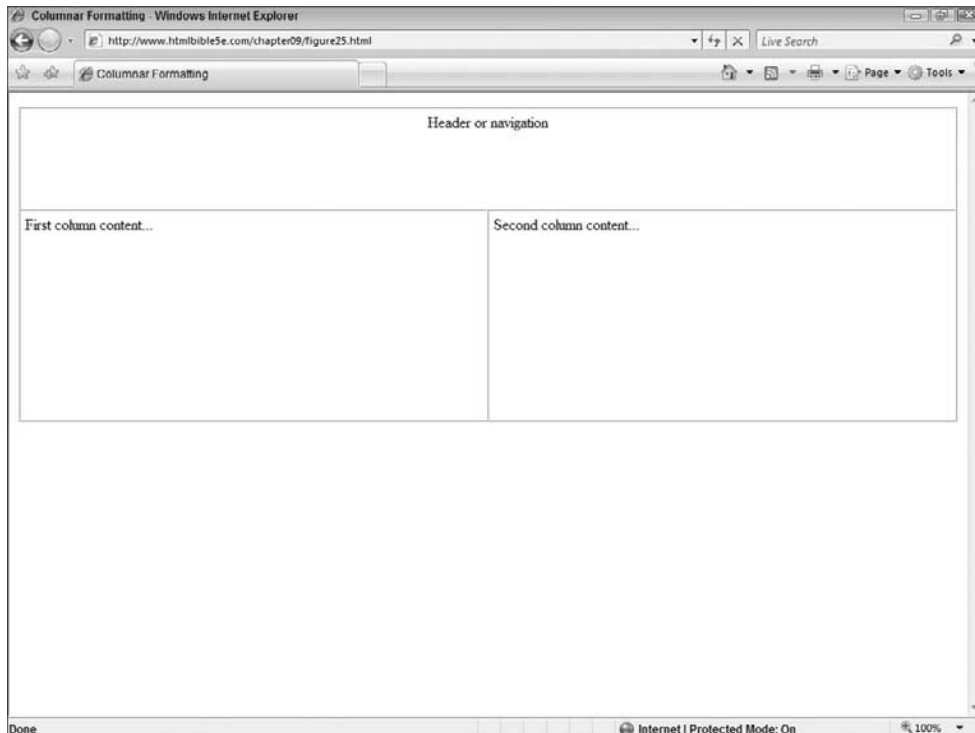 Columnar Formatting - Windows Internet Explorer
http://www.htmlbible5e.com/chapter09/figure25.html
Live Search
Columnar Formatting
Page
Tools
Header or navigation
First column content...
Second column content...
Done
Internet | Protected Mode: On
100%